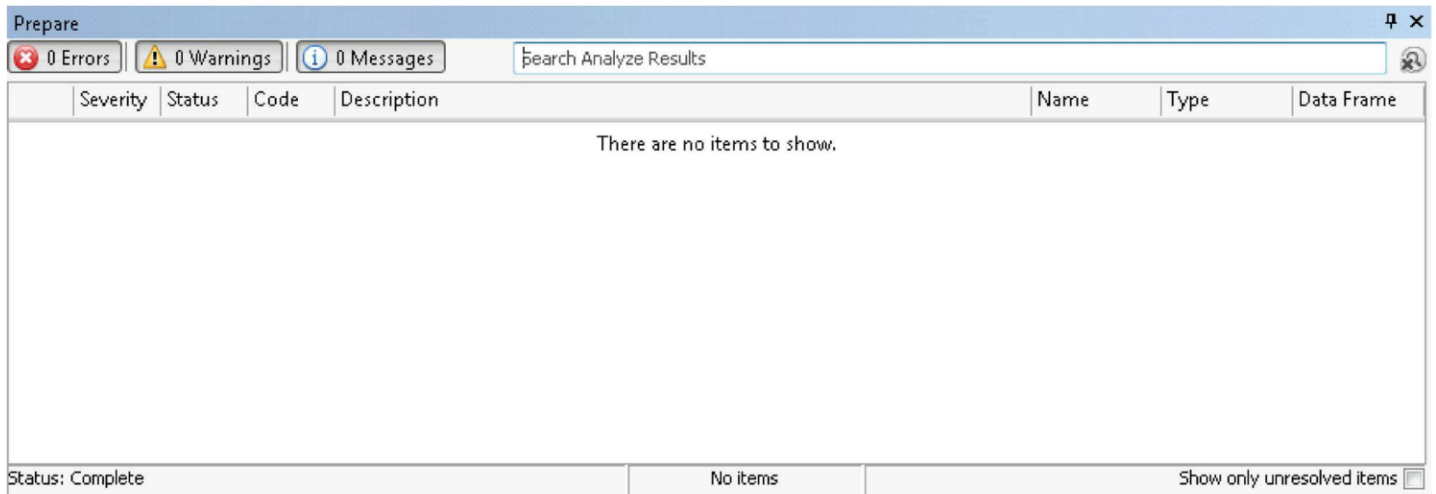 Prepare
0 Errors 0 Warnings 0 Messages Search Analyze Results
Severity Status Code Description Name Type Data Frame
There are no items to show.
Status: Complete No items Show only unresolved items